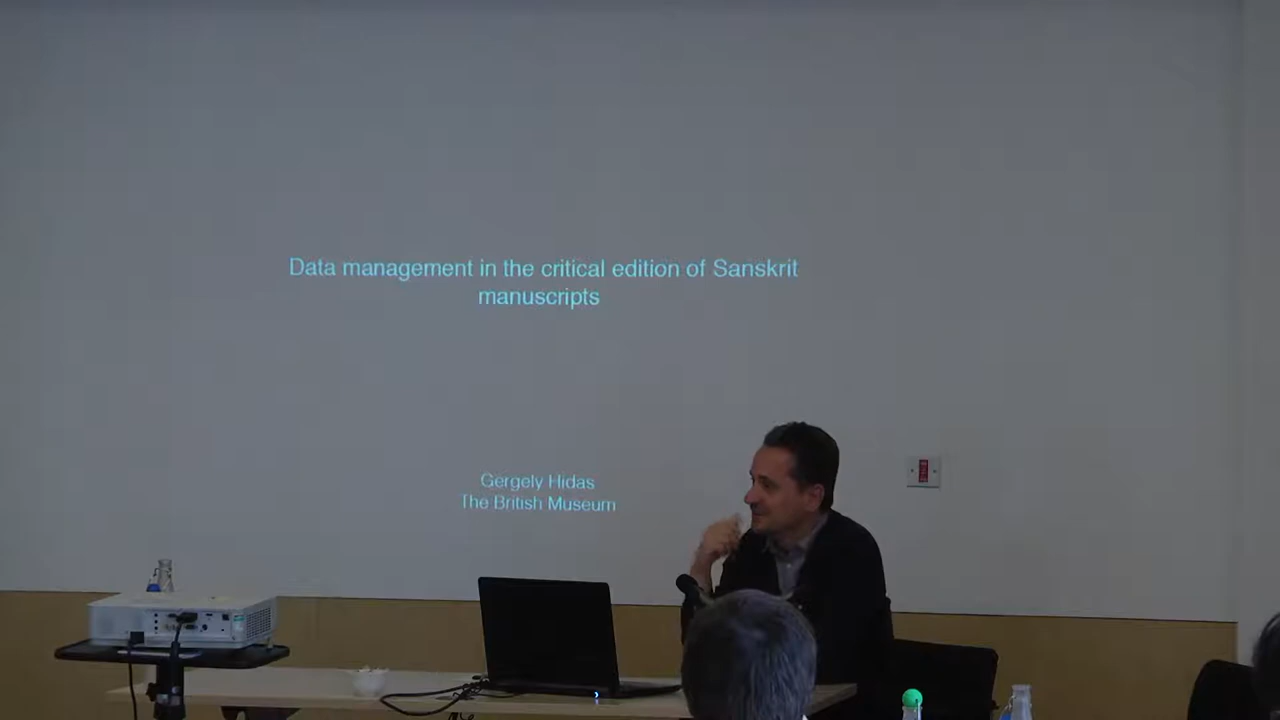 Data management in the critical edition of Sanskrit
manuscripts
Gergely Hidas
The British Museum